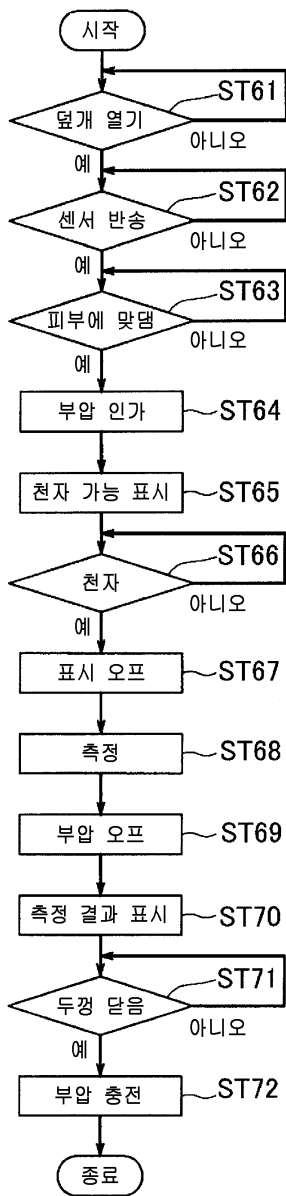 시작
ST61
덮개 열기
아니오
예
ST62
센서 반송
아니오
예
ST63
피부에 맞댐
아니오
예
부압 인가
ST64
천자 가능 표시
ST65
ST66
천자
아니오
예
표시 오프
ST67
측정
ST68
부압 오프
ST69
측정 결과 표시
ST70
ST71
두껑 닫음
아니오
예
부압 충전
ST72
종료